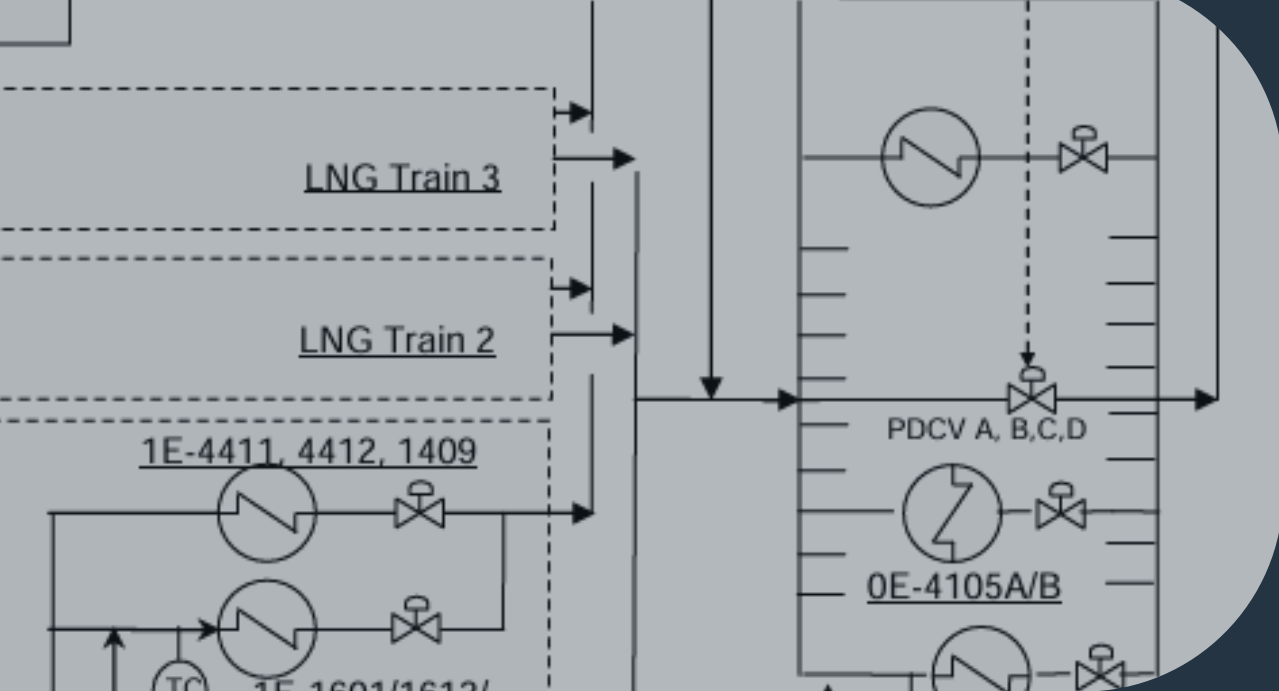 LNG Train 3
LNG Train 2
PDCV A, B,C,D
1E-4411, 4412, 1409
0E-4105A/B
TC